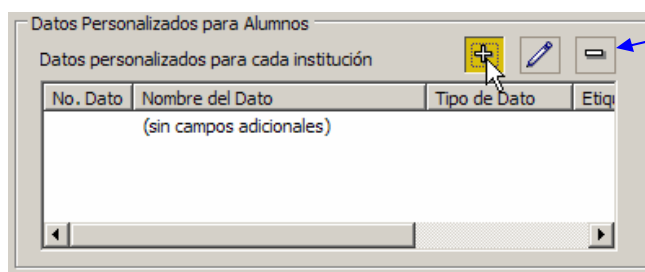 Datos Personalizados para Alumnos
Datos personalizados para cada institución
No. Dato Nombre del Dato Tipo de Dato
(sin campos adicionales)